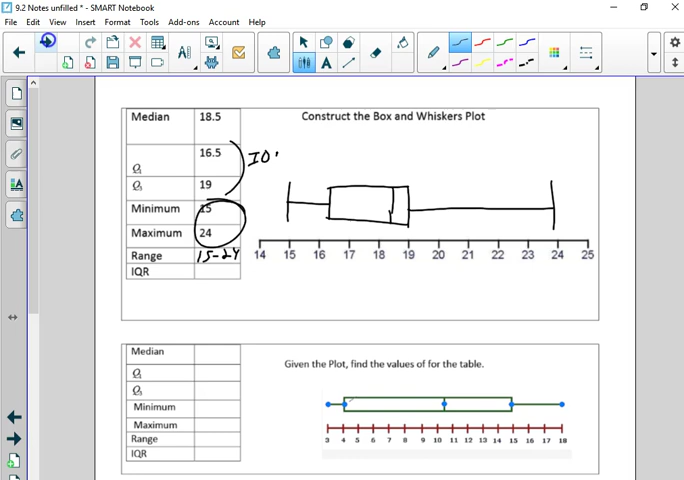 9.2 Notes unfilled * - SMART Notebook
File Edit View Insert Format Tools Add-ons Account Help
Median 18.5 Construct the Box and Whiskers Plot
Q₁ 16.5 IQ
Q₃ 19
Minimum 15
Maximum 24
Range 15-24
14 15 16 17 18 19 20 21 22 23 24 25
IQR
Median
Given the Plot, find the values of for the table.
Q₁
Q₃
Minimum
Maximum
3 4 5 6 7 8 9 10 11 12 13 14 15 16 17 18
Range
IQR